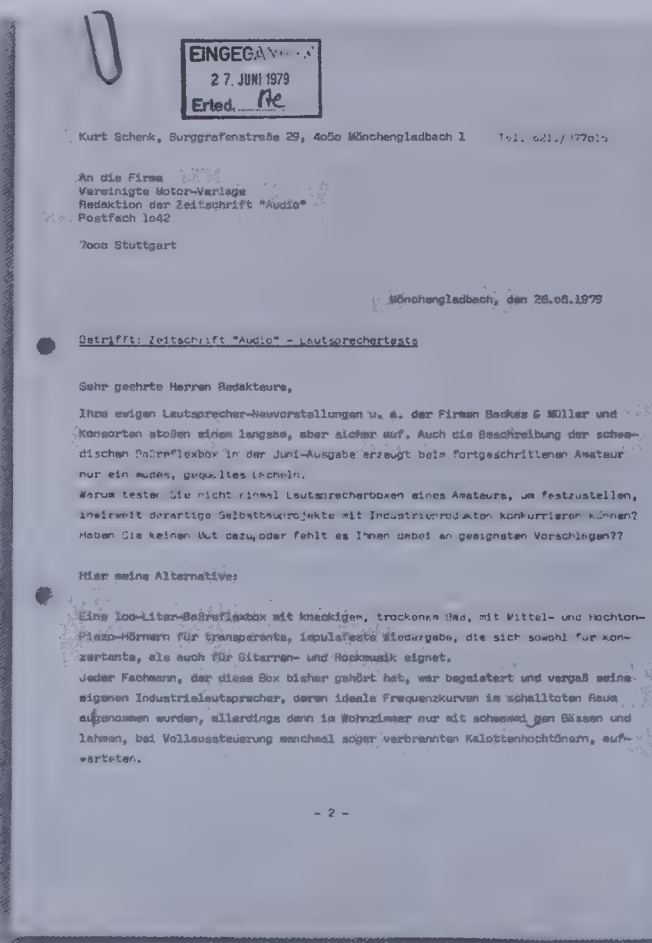 EINGEGAN
27. JUNI 1979
Erled.
Kurt Schenk, Burggrafenstraße 29, 4o5o Mönchengladbach 1 Tel.
An die Firma
Vereinigte Motor-Verlage
Redaktion der Zeitschrift "Audio"
Postfach 1o42
7ooo Stuttgart
Mönchengladbach, den 26.o6.1979
Betrifft: Zeitschrift "Audio" - Lautsprechertests
Sehr geehrte Herren Redakteure,
Ihre ewigen Lautsprecher-Neuvorstellungen u. a. der Firmen Backes & Müller und
Konsorten stoßen einem langsam, aber sicher auf. Auch die Beschreibung der schwe-
dischen Baßreflexbox in der Juni-Ausgabe erzeugt beim fortgeschrittenen Amateur
nur ein müdes, gequältes Lächeln.
Warum testen Sie nicht einmal Lautsprecherboxen eines Amateurs, um festzustellen,
inwieweit derartige Selbstbauprojekte mit Industrieprodukten konkurrieren können?
Haben Sie keinen Mut dazu, oder fehlt es Ihnen dabei an geeigneten Vorschlägen??
Hier meine Alternative:
Eine 1oo-Liter-Baßreflexbox mit knackigem, trockenem Baß, mit Mittel- und Hochton-
Piezo-Hörnern für transparente, impulsfeste Wiedergabe, die sich sowohl für kon-
zertante, als auch für Gitarren- und Rockmusik eignet.
Jeder Fachmann, der diese Box bisher gehört hat, war begeistert und vergaß seine
eigenen Industrielautsprecher, deren ideale Frequenzkurven im schalltoten Raum
aufgenommen wurden, allerdings dann im Wohnzimmer nur mit schwammigen Bässen und
lahmen, bei Vollaussteuerung manchmal sogar verbrannten Kalottenhochtönern, auf-
warteten.
- 2 -